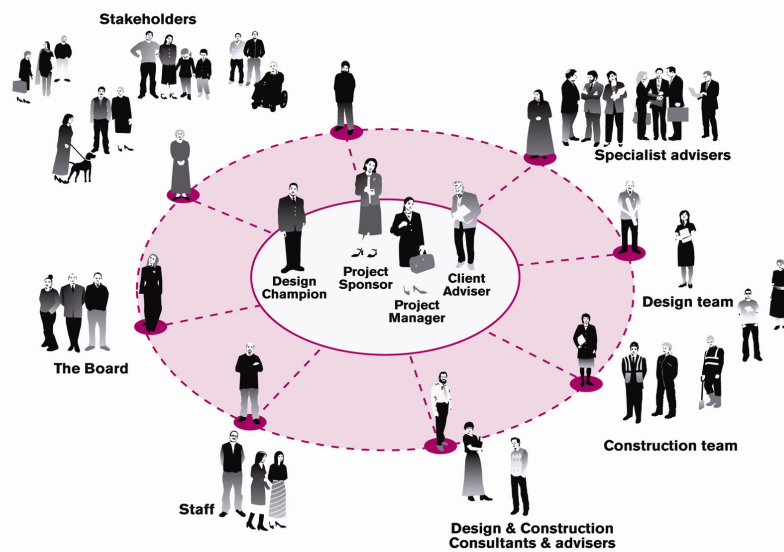 Stakeholders
Specialist advisers
Design
Champion
Project
Sponsor
Project
Manager
Client
Adviser
Design team
The Board
Construction team
Staff
Design & Construction
Consultants & advisers